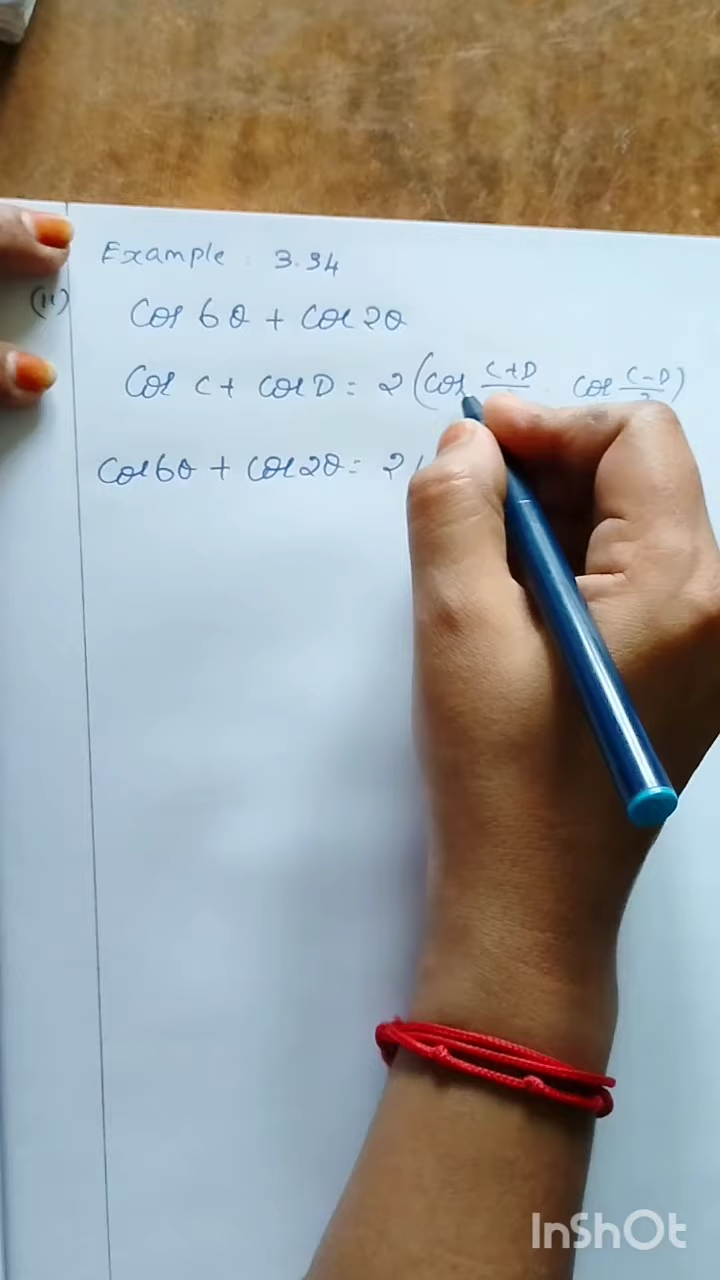 Example : 3.34
(ii)
Cos 6θ + Cos 2θ
Cos C + Cos D = 2 (Cos C+D/2 . Cos C-D/2)
Cos 6θ + Cos 2θ = 2 (
InShOt